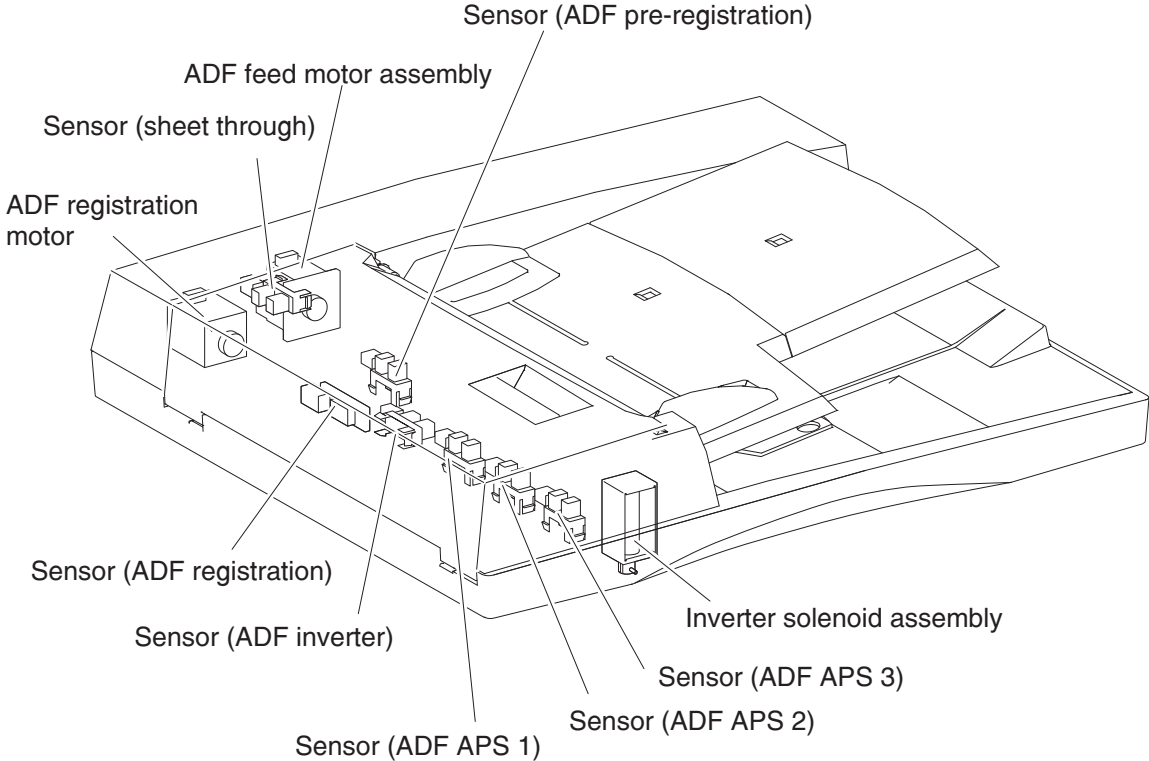 Sensor (ADF pre-registration)
ADF feed motor assembly
Sensor (sheet through)
ADF registration
motor
Sensor (ADF registration)
Inverter solenoid assembly
Sensor (ADF inverter)
Sensor (ADF APS 3)
Sensor (ADF APS 2)
Sensor (ADF APS 1)